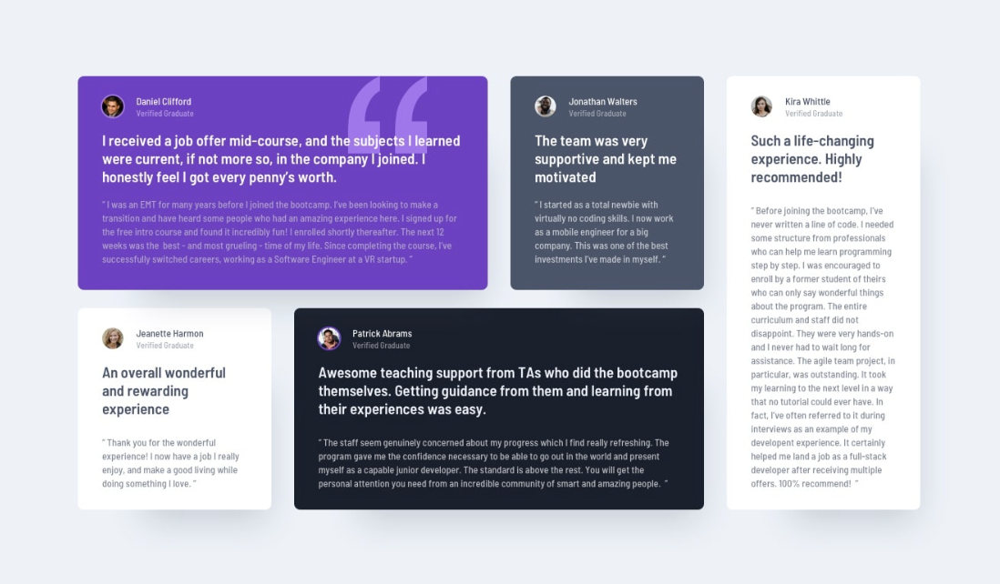 Daniel Clifford
Verified Graduate
I received a job offer mid-course, and the subjects I learned
were current, if not more so, in the company I joined. I
honestly feel I got every penny’s worth.
“ I was an EMT for many years before I joined the bootcamp. I’ve been looking to make a
transition and have heard some people who had an amazing experience here. I signed up for
the free intro course and found it incredibly fun! I enrolled shortly thereafter. The next 12
weeks was the best - and most grueling - time of my life. Since completing the course, I’ve
successfully switched careers, working as a Software Engineer at a VR startup. ”
Jonathan Walters
Verified Graduate
The team was very
supportive and kept me
motivated
“ I started as a total newbie with
virtually no coding skills. I now work
as a mobile engineer for a big
company. This was one of the best
investments I’ve made in myself. ”
Kira Whittle
Verified Graduate
Such a life-changing
experience. Highly
recommended!
“ Before joining the bootcamp, I’ve
never written a line of code. I needed
some structure from professionals
who can help me learn programming
step by step. I was encouraged to
enroll by a former student of theirs
who can only say wonderful things
about the program. The entire
curriculum and staff did not
disappoint. They were very hands-on
and I never had to wait long for
assistance. The agile team project, in
particular, was outstanding. It took
my learning to the next level in a way
that no tutorial could ever have. In
fact, I’ve often referred to it during
interviews as an example of my
developent experience. It certainly
helped me land a job as a full-stack
developer after receiving multiple
offers. 100% recommend! ”
Jeanette Harmon
Verified Graduate
An overall wonderful
and rewarding
experience
“ Thank you for the wonderful
experience! I now have a job I really
enjoy, and make a good living while
doing something I love. ”
Patrick Abrams
Verified Graduate
Awesome teaching support from TAs who did the bootcamp
themselves. Getting guidance from them and learning from
their experiences was easy.
“ The staff seem genuinely concerned about my progress which I find really refreshing. The
program gave me the confidence necessary to be able to go out in the world and present
myself as a capable junior developer. The standard is above the rest. You will get the
personal attention you need from an incredible community of smart and amazing people. ”